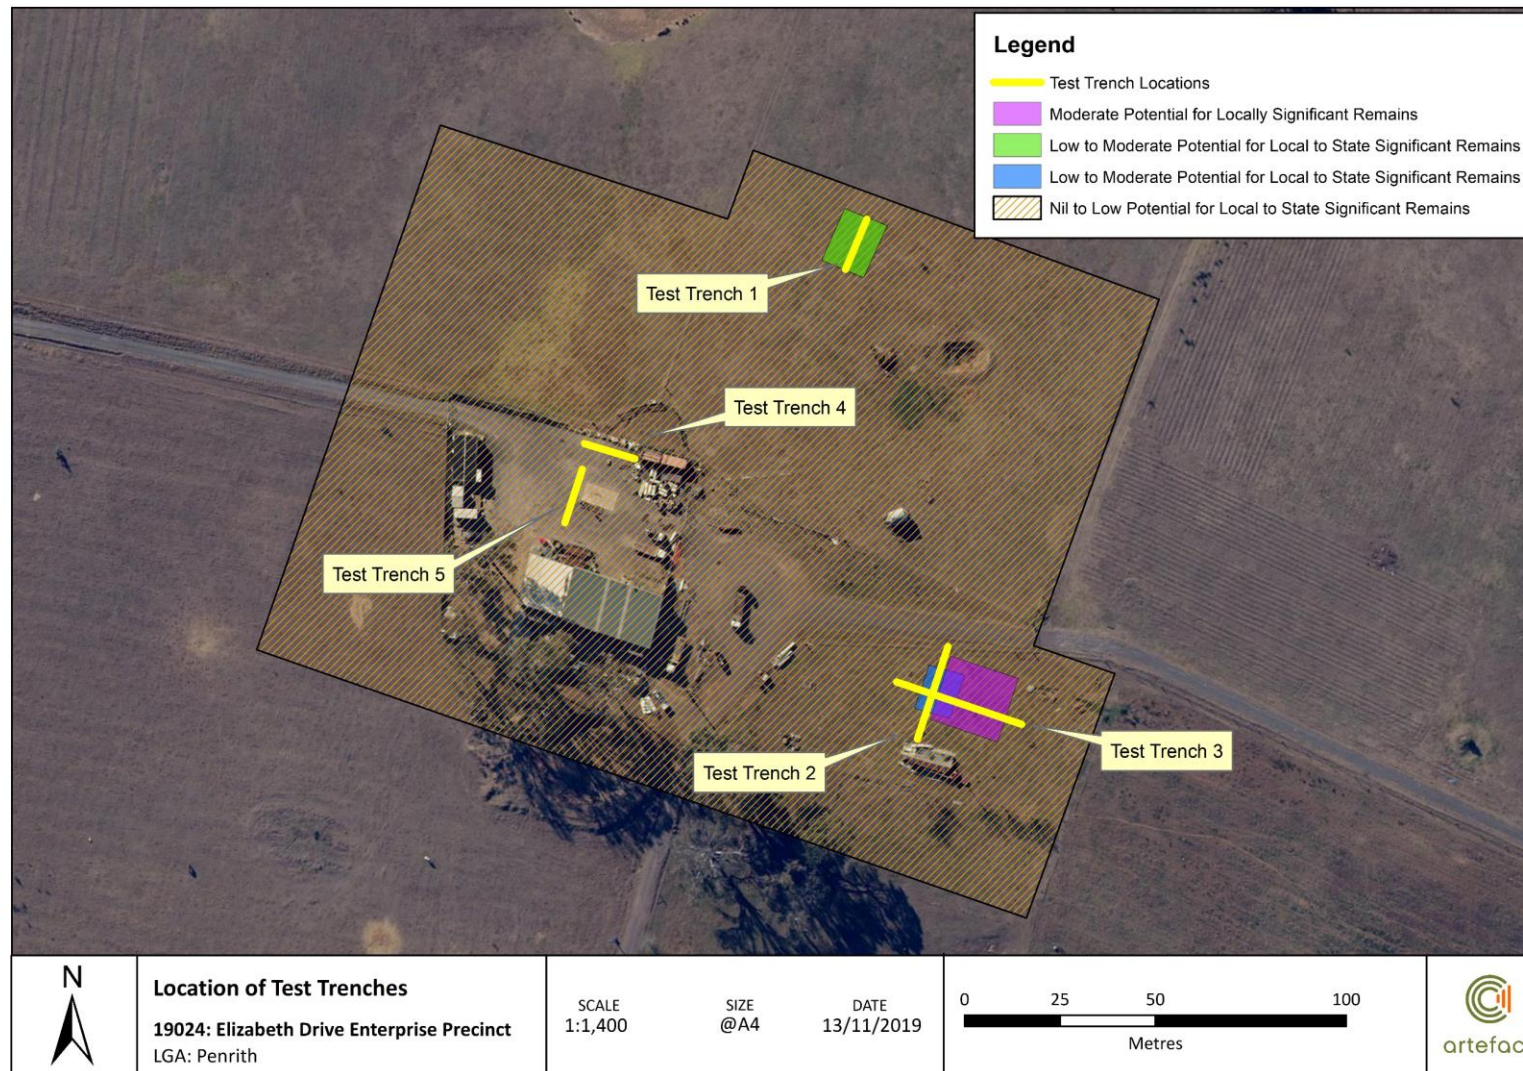 Legend
Test Trench Locations
Moderate Potential for Locally Significant Remains
Low to Moderate Potential for Local to State Significant Remains
Low to Moderate Potential for Local to State Significant Remains
Nil to Low Potential for Local to State Significant Remains
Test Trench 1
Test Trench 4
Test Trench 5
Test Trench 3
Test Trench 2
N
Location of Test Trenches
19024: Elizabeth Drive Enterprise Precinct
LGA: Penrith
SCALE
1:1,400
SIZE
@A4
DATE
13/11/2019
0 25 50 100
Metres
artefac